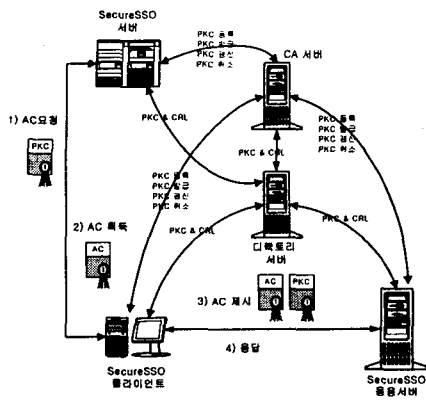 SecureSSO
서버
PKC 등록
PKC 발급
PKC 갱신
PKC 취소
CA 서버
1) AC요청
PKC
PKC & CRL
PKC & CRL
PKC 등록
PKC 발급
PKC 갱신
PKC 취소
PKC 등록
PKC 발급
PKC 갱신
PKC 취소
2) AC 획득
AC
PKC & CRL
디렉토리
서버
PKC & CRL
3) AC 제시
AC
PKC
4) 응답
SecureSSO
클라이언트
SecureSSO
응용서버